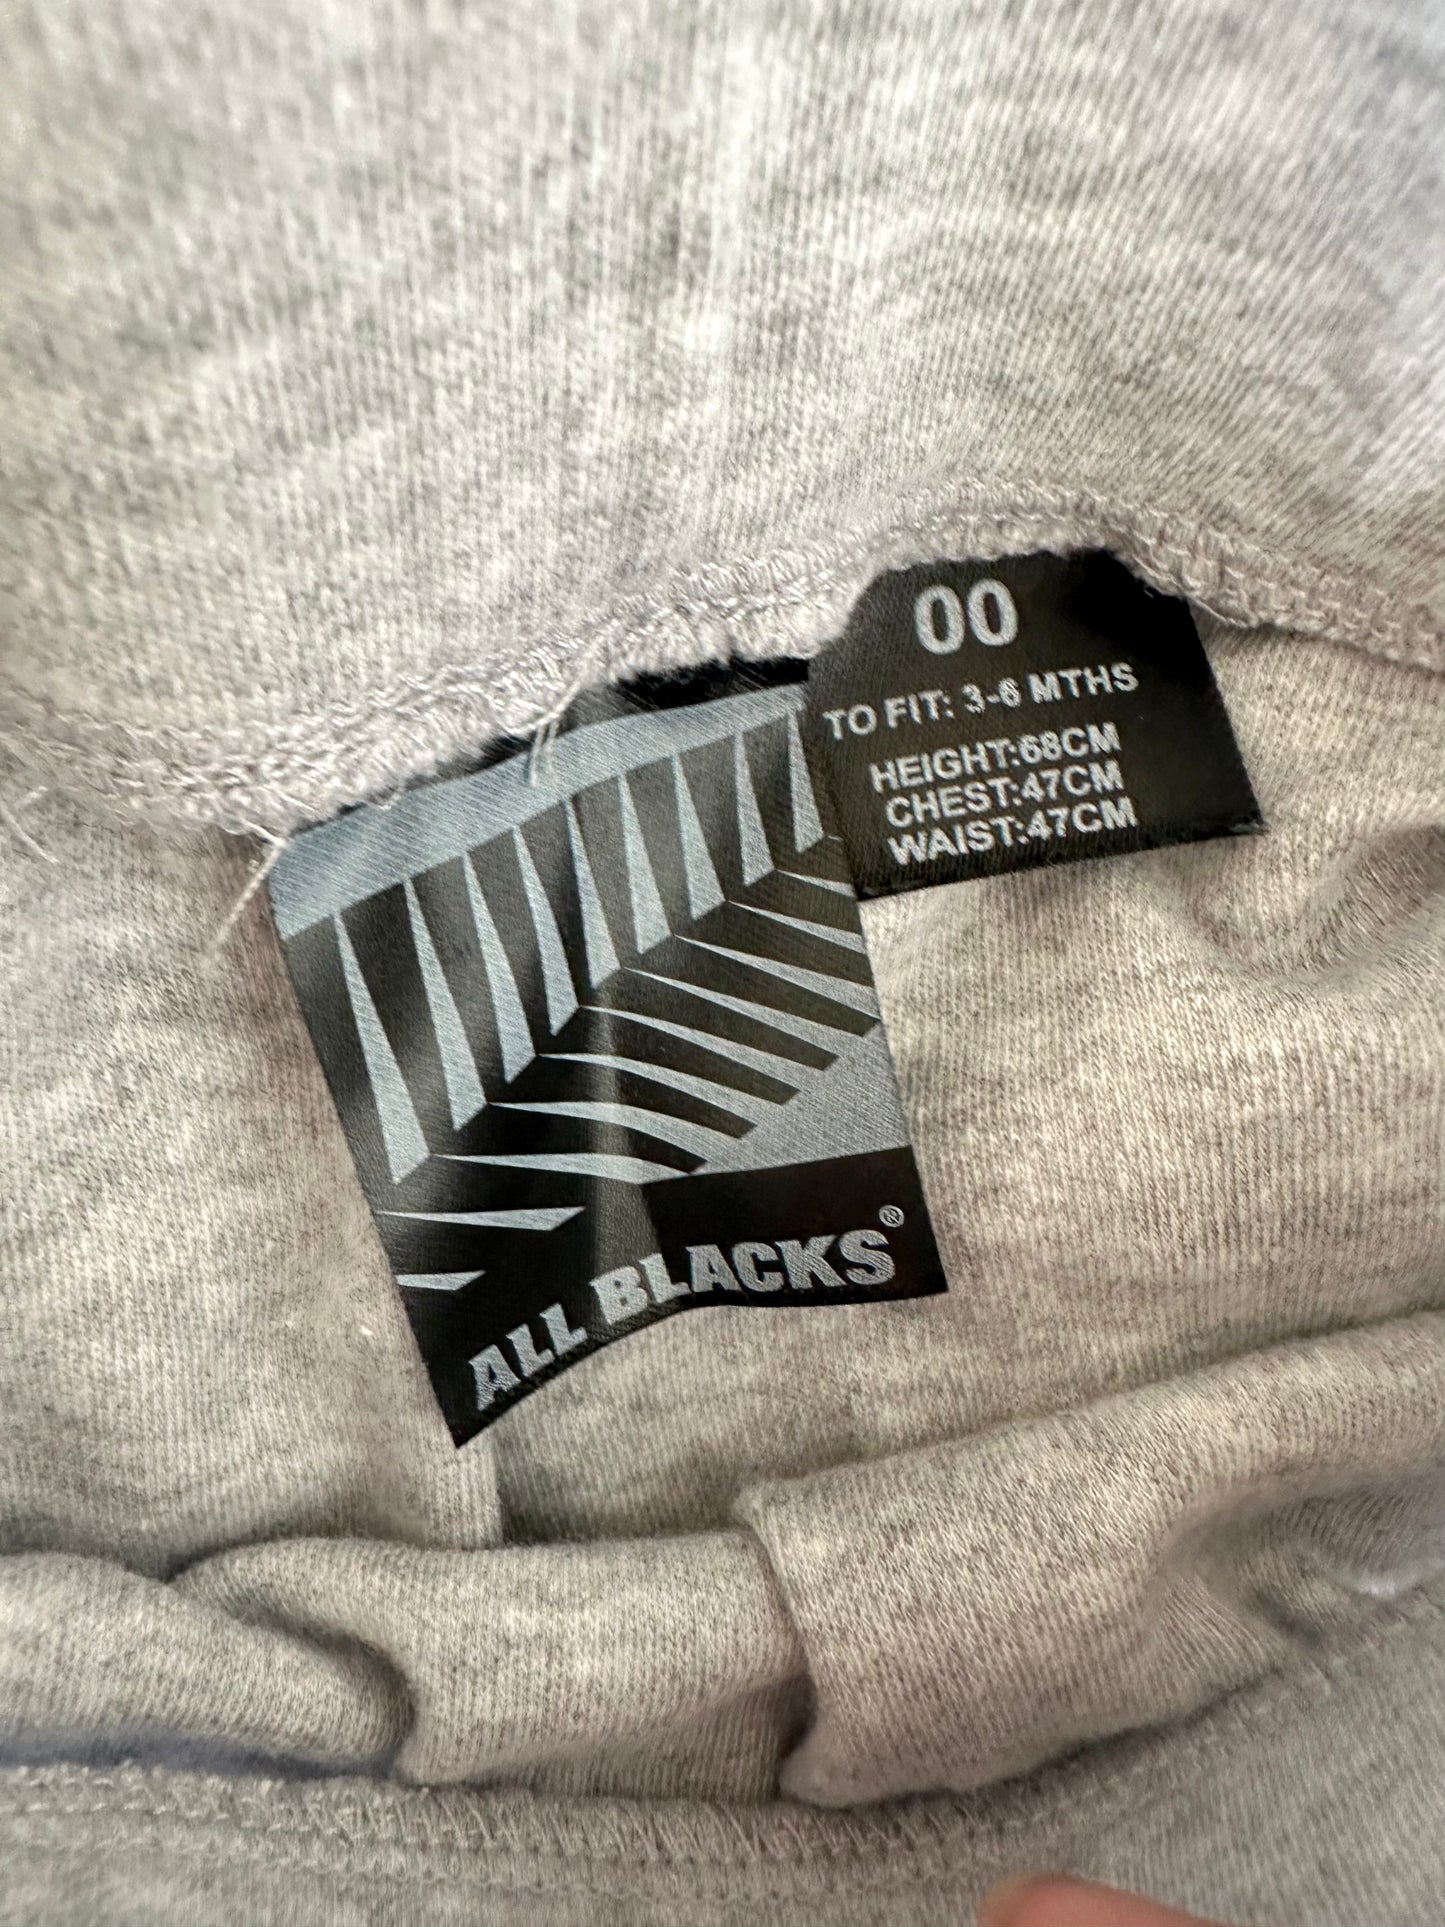 00
TO FIT: 3-6 MTHS
HEIGHT:68CM
CHEST:47CM
WAIST:47CM
ALL BLACKS®